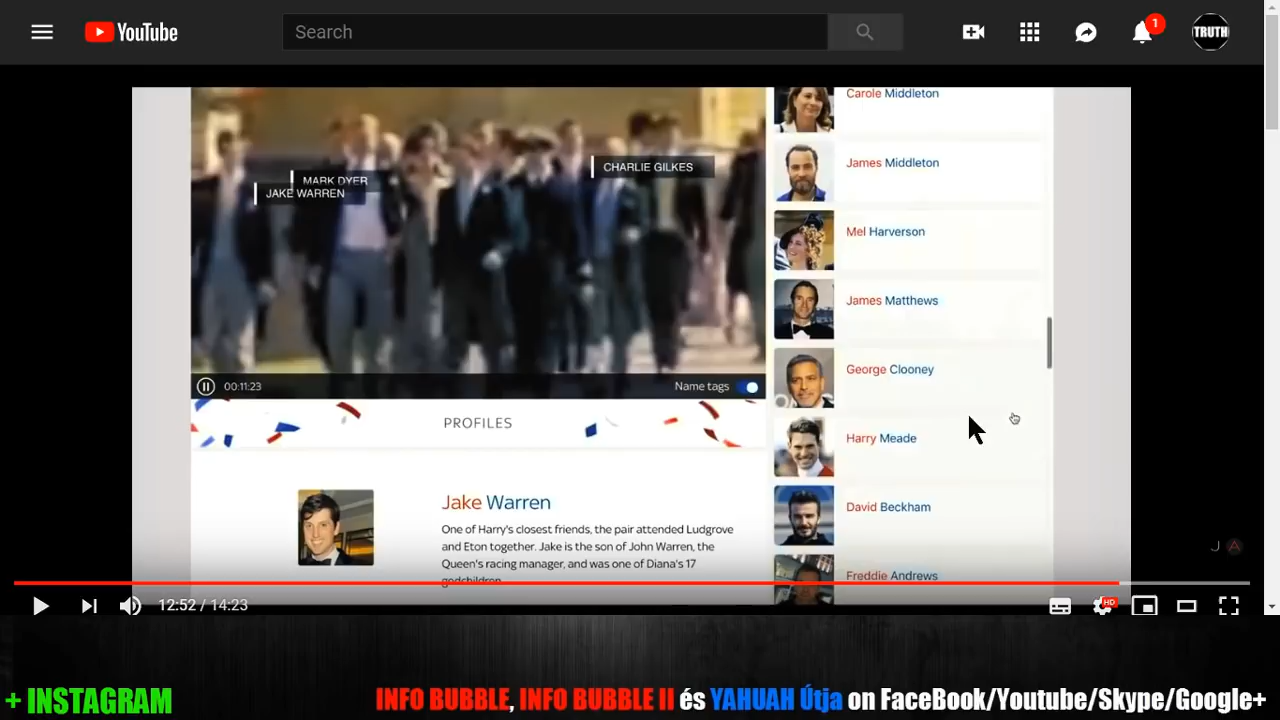 YouTube
Search
1
TRUTH
MARK DYER
JAKE WARREN
CHARLIE GILKES
00:11:23
Name tags
PROFILES
Jake Warren
One of Harry's closest friends, the pair attended Ludgrove
and Eton together. Jake is the son of John Warren, the
Queen's racing manager, and was one of Diana's 17
godchildren.
Carole Middleton
James Middleton
Mel Harverson
James Matthews
George Clooney
Harry Meade
David Beckham
Freddie Andrews
12:52 / 14:23
HD
+ INSTAGRAM
INFO BUBBLE, INFO BUBBLE II és YAHUAH Útja on FaceBook/Youtube/Skype/Google+